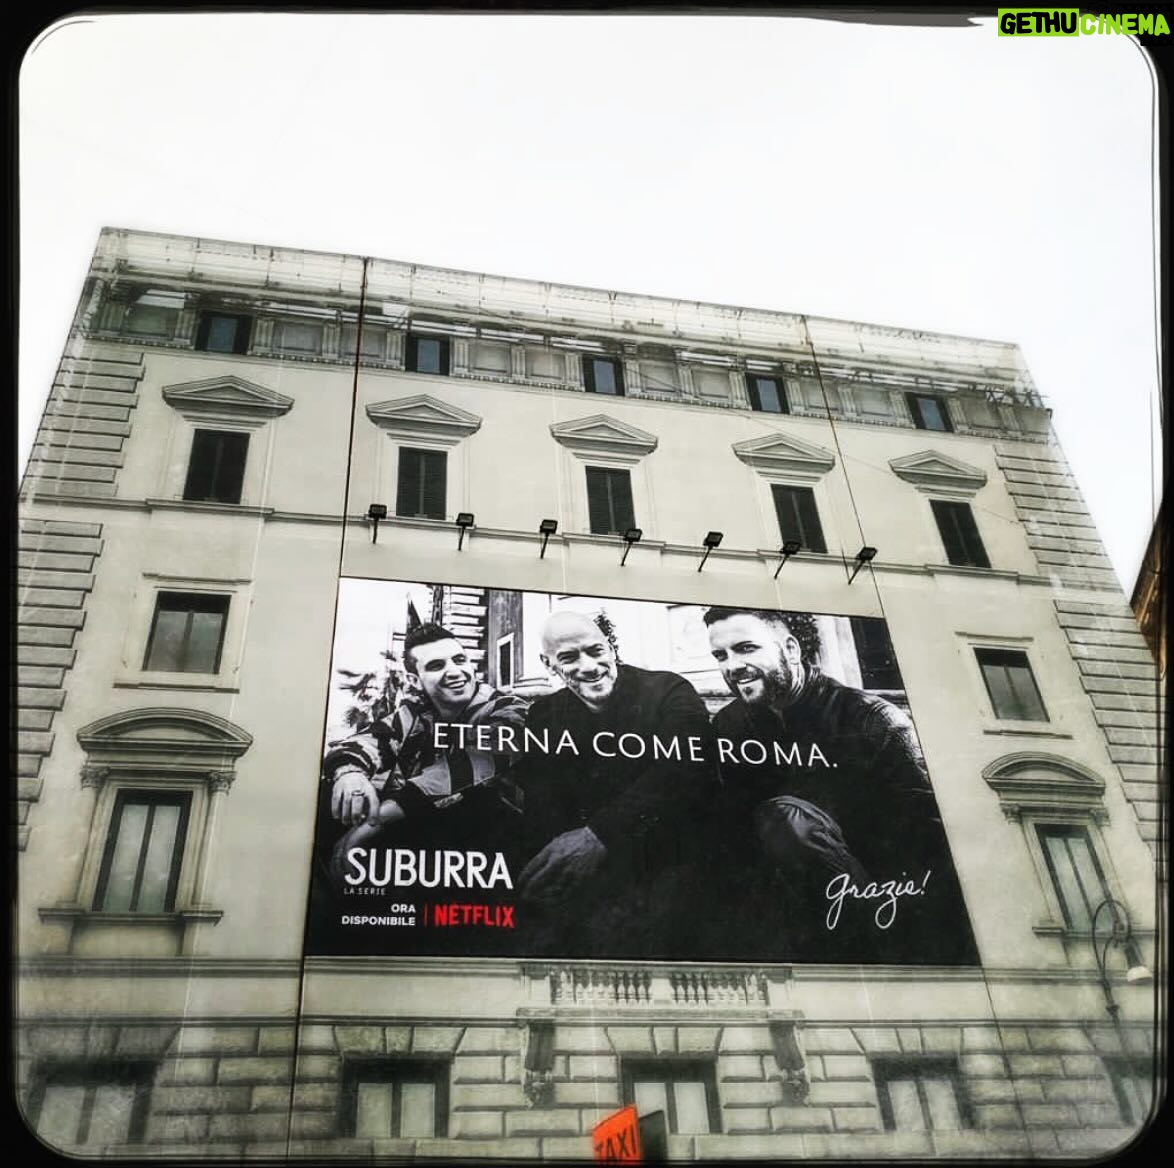 GETHUCINEMA
ETERNA COME ROMA.
SUBURRA
LA SERIE
ORA
DISPONIBILE
NETFLIX
grazie!
TAXI